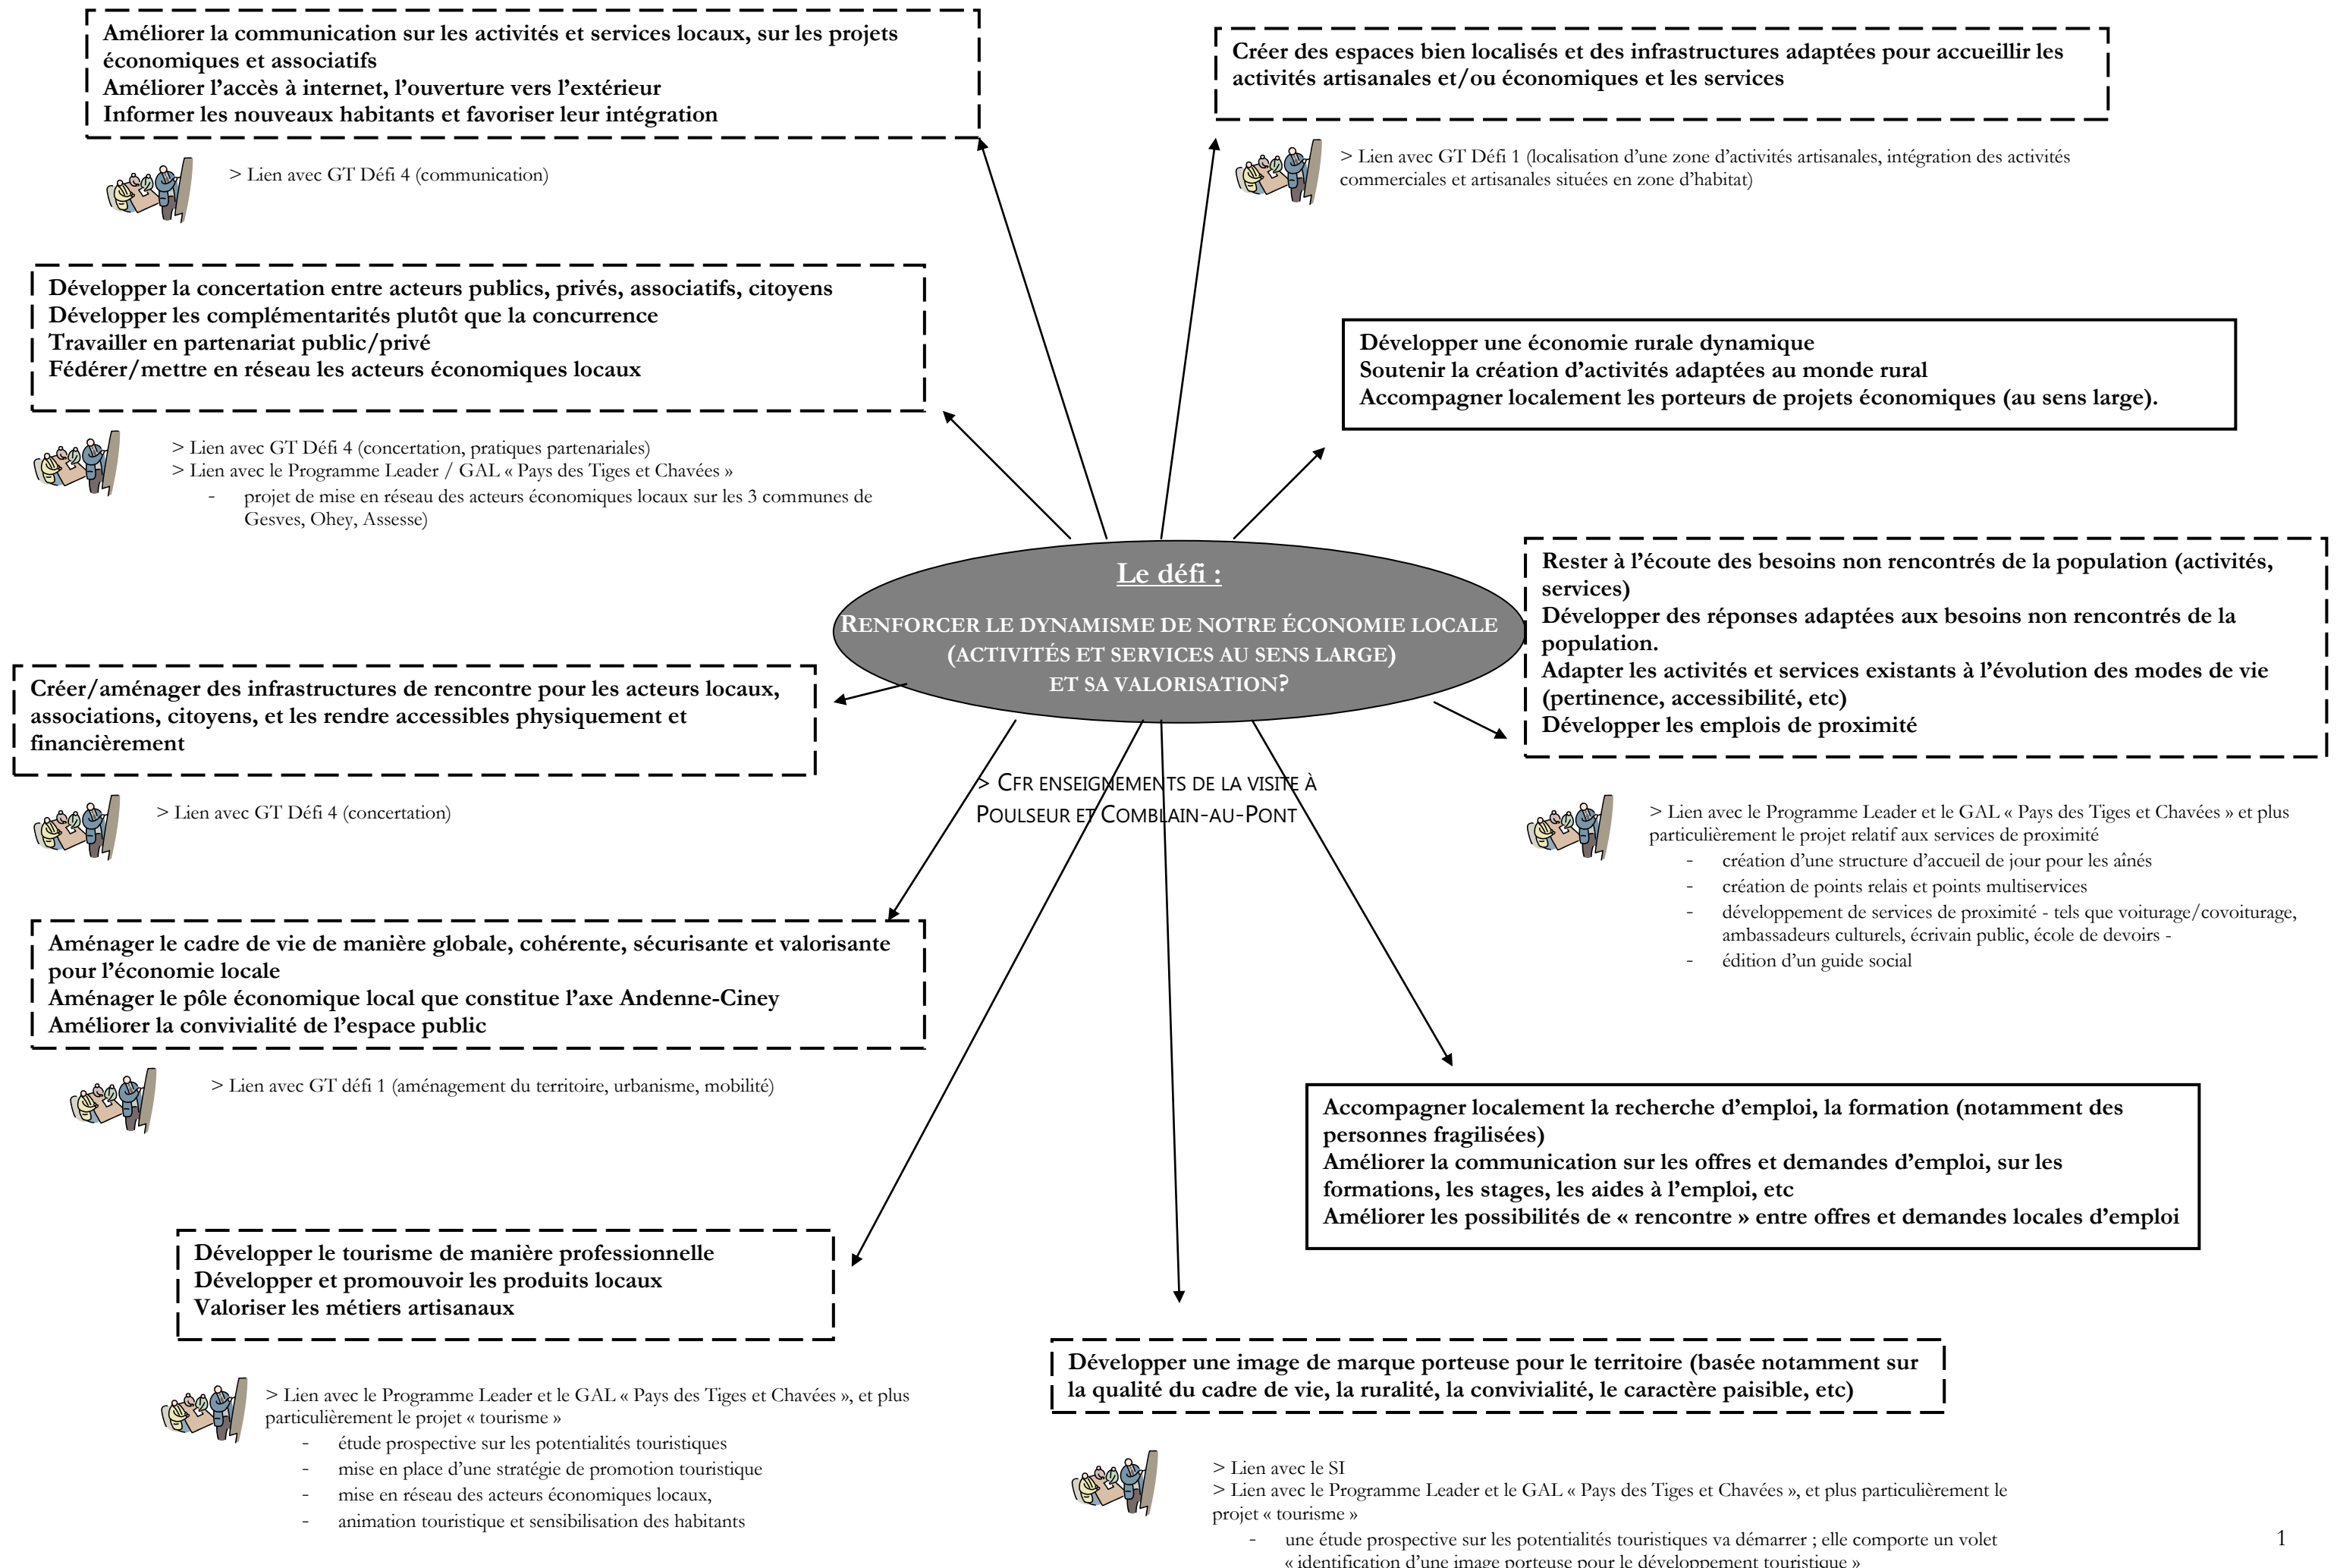 Améliorer la communication sur les activités et services locaux, sur les projets
économiques et associatifs
Améliorer l’accès à internet, l’ouverture vers l’extérieur
Informer les nouveaux habitants et favoriser leur intégration
> Lien avec GT Défi 4 (communication)
Créer des espaces bien localisés et des infrastructures adaptées pour accueillir les
activités artisanales et/ou économiques et les services
> Lien avec GT Défi 1 (localisation d’une zone d’activités artisanales, intégration des activités
commerciales et artisanales situées en zone d’habitat)
Développer la concertation entre acteurs publics, privés, associatifs, citoyens
Développer les complémentarités plutôt que la concurrence
Travailler en partenariat public/privé
Fédérer/mettre en réseau les acteurs économiques locaux
> Lien avec GT Défi 4 (concertation, pratiques partenariales)
> Lien avec le Programme Leader / GAL « Pays des Tiges et Chavées »
- projet de mise en réseau des acteurs économiques locaux sur les 3 communes de
Gesves, Ohey, Assesse)
Développer une économie rurale dynamique
Soutenir la création d’activités adaptées au monde rural
Accompagner localement les porteurs de projets économiques (au sens large).
Le défi :
RENFORCER LE DYNAMISME DE NOTRE ÉCONOMIE LOCALE
(ACTIVITÉS ET SERVICES AU SENS LARGE)
ET SA VALORISATION?
Rester à l’écoute des besoins non rencontrés de la population (activités,
services)
Développer des réponses adaptées aux besoins non rencontrés de la
population.
Adapter les activités et services existants à l’évolution des modes de vie
(pertinence, accessibilité, etc)
Développer les emplois de proximité
> Lien avec le Programme Leader et le GAL « Pays des Tiges et Chavées » et plus
particulièrement le projet relatif aux services de proximité
- création d’une structure d’accueil de jour pour les aînés
- création de points relais et points multiservices
- développement de services de proximité - tels que voiturage/covoiturage,
ambassadeurs culturels, écrivain public, école de devoirs -
- édition d’un guide social
Créer/aménager des infrastructures de rencontre pour les acteurs locaux,
associations, citoyens, et les rendre accessibles physiquement et
financièrement
> Lien avec GT Défi 4 (concertation)
> CFR ENSEIGNEMENTS DE LA VISITE À
POULSEUR ET COMBLAIN-AU-PONT
Aménager le cadre de vie de manière globale, cohérente, sécurisante et valorisante
pour l’économie locale
Aménager le pôle économique local que constitue l’axe Andenne-Ciney
Améliorer la convivialité de l’espace public
> Lien avec GT défi 1 (aménagement du territoire, urbanisme, mobilité)
Accompagner localement la recherche d’emploi, la formation (notamment des
personnes fragilisées)
Améliorer la communication sur les offres et demandes d’emploi, sur les
formations, les stages, les aides à l’emploi, etc
Améliorer les possibilités de « rencontre » entre offres et demandes locales d’emploi
Développer le tourisme de manière professionnelle
Développer et promouvoir les produits locaux
Valoriser les métiers artisanaux
> Lien avec le Programme Leader et le GAL « Pays des Tiges et Chavées », et plus
particulièrement le projet « tourisme »
- étude prospective sur les potentialités touristiques
- mise en place d’une stratégie de promotion touristique
- mise en réseau des acteurs économiques locaux,
- animation touristique et sensibilisation des habitants
Développer une image de marque porteuse pour le territoire (basée notamment sur
la qualité du cadre de vie, la ruralité, la convivialité, le caractère paisible, etc)
> Lien avec le SI
> Lien avec le Programme Leader et le GAL « Pays des Tiges et Chavées », et plus particulièrement le
projet « tourisme »
- une étude prospective sur les potentialités touristiques va démarrer ; elle comporte un volet
« identification d’une image porteuse pour le développement touristique »
1